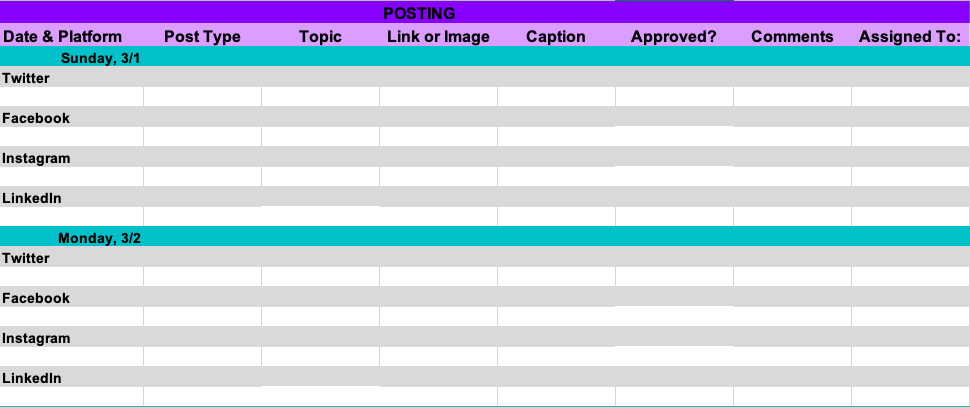 POSTING
Date & Platform Post Type Topic Link or Image Caption Approved? Comments Assigned To:
Sunday, 3/1
Twitter
Facebook
Instagram
LinkedIn
Monday, 3/2
Twitter
Facebook
Instagram
LinkedIn